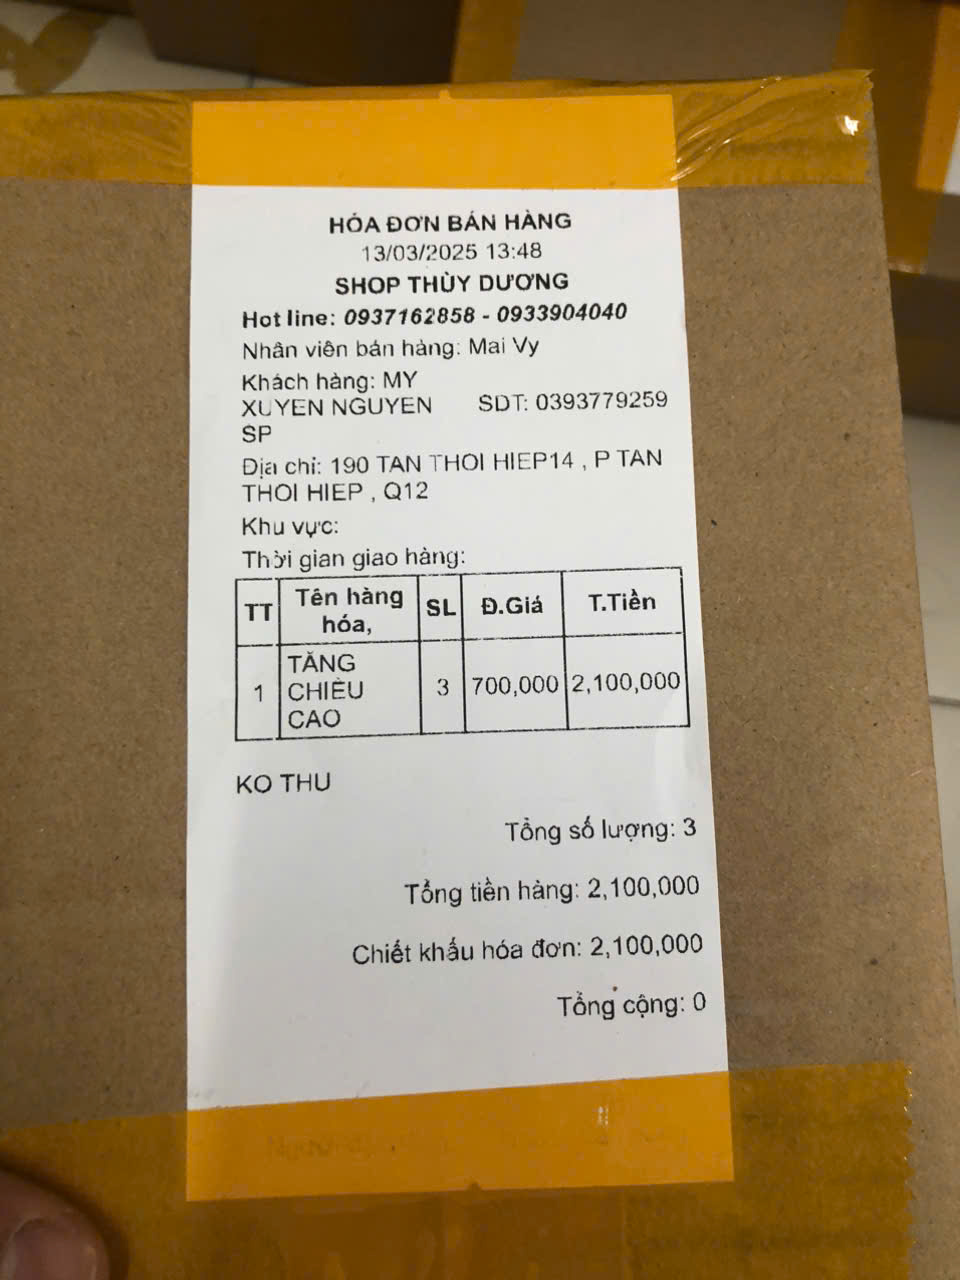 HÓA ĐƠN BÁN HÀNG
13/03/2025 13:48
SHOP THÙY DƯƠNG
Hot line: 0937162858 - 0933904040
Nhân viên bán hàng: Mai Vy
Khách hàng: MY
XUYEN NGUYEN SDT: 0393779259
SP
Địa chỉ: 190 TAN THOI HIEP14 , P TAN
THOI HIEP , Q12
Khu vực:
Thời gian giao hàng:
TT Tên hàng hóa, SL Đ.Giá T.Tiền
1 TĂNG CHIỀU CAO 3 700,000 2,100,000
KO THU
Tổng số lượng: 3
Tổng tiền hàng: 2,100,000
Chiết khấu hóa đơn: 2,100,000
Tổng cộng: 0